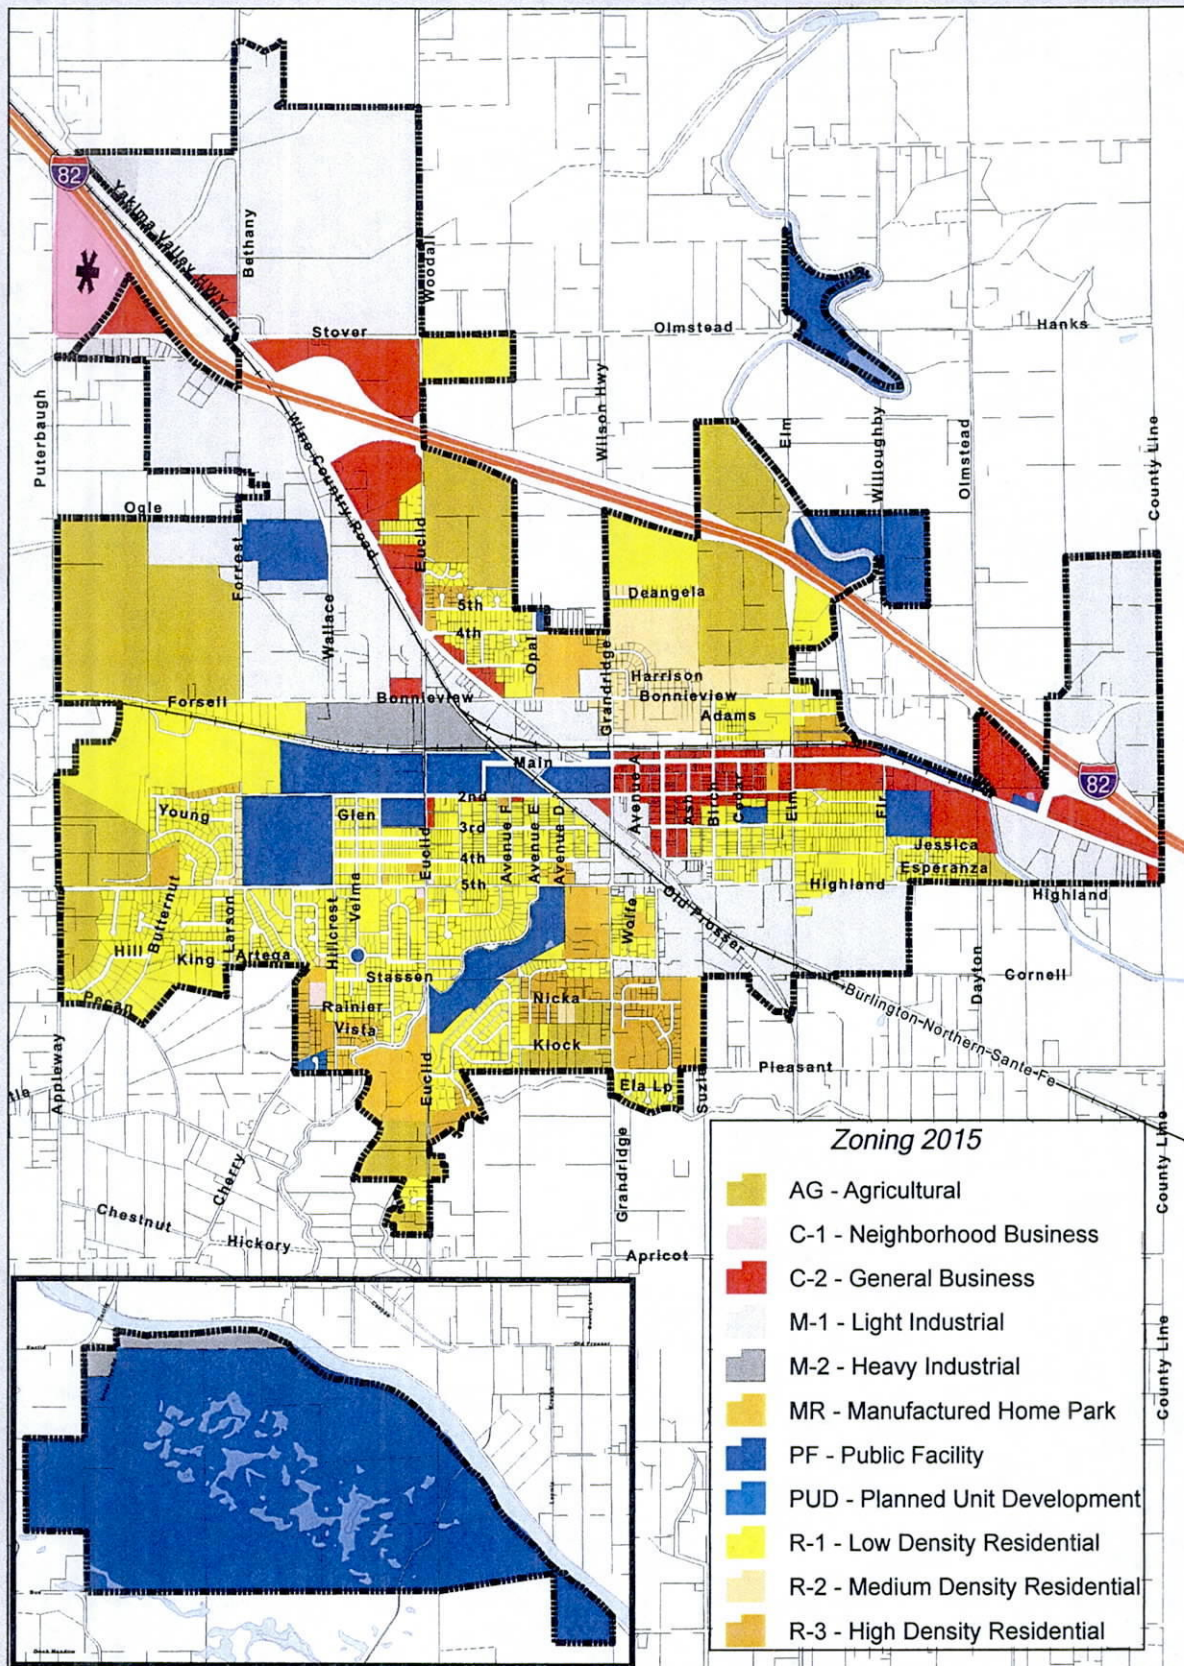 82
Yakima Valley HWY
Bethany
Woodall
*
Stover
Olmstead
Hanks
Puterbaugh
Wine Country Road
Wilson Hwy
Elm
Willoughby
Olmstead
County Line
Ogle
Forrest
Euclid
Wallace
5th
4th
Opal
Deangela
Grandridge
Harrison
Bonnieview
Bonnieview
Adams
Forsell
Main
82
2nd
Young
Glen
3rd
4th
5th
Euclid
Avenue F
Avenue E
Avenue D
Avenue A
Ash
Birch
Cedar
Elm
Fir
Jessica
Esperanza
Highland
Highland
Butternut
Larson
Hillcrest
Velma
Wolfe
Old Prosser
Hill
King
Artega
Stassen
Dayton
Cornell
Pecan
Rainier
Vista
Nicka
Klock
Burlington-Northern-Sante-Fe
Appleway
Euclid
Ela Lp
Suzle
Pleasant
Cherry
Grandridge
County Line
Chestnut
Hickory
Apricot
County Line
County Line
Zoning 2015
AG - Agricultural
C-1 - Neighborhood Business
C-2 - General Business
M-1 - Light Industrial
M-2 - Heavy Industrial
MR - Manufactured Home Park
PF - Public Facility
PUD - Planned Unit Development
R-1 - Low Density Residential
R-2 - Medium Density Residential
R-3 - High Density Residential